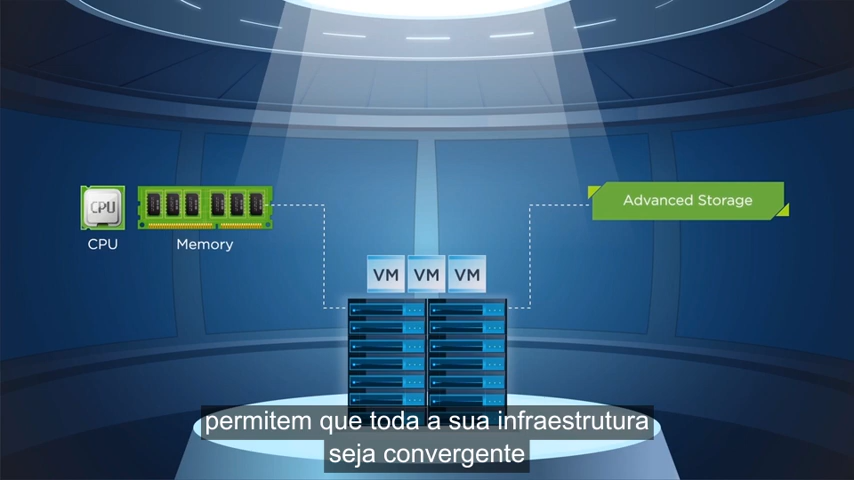 CPU
CPU
Memory
Advanced Storage
VM VM VM
permitem que toda a sua infraestrutura
seja convergente